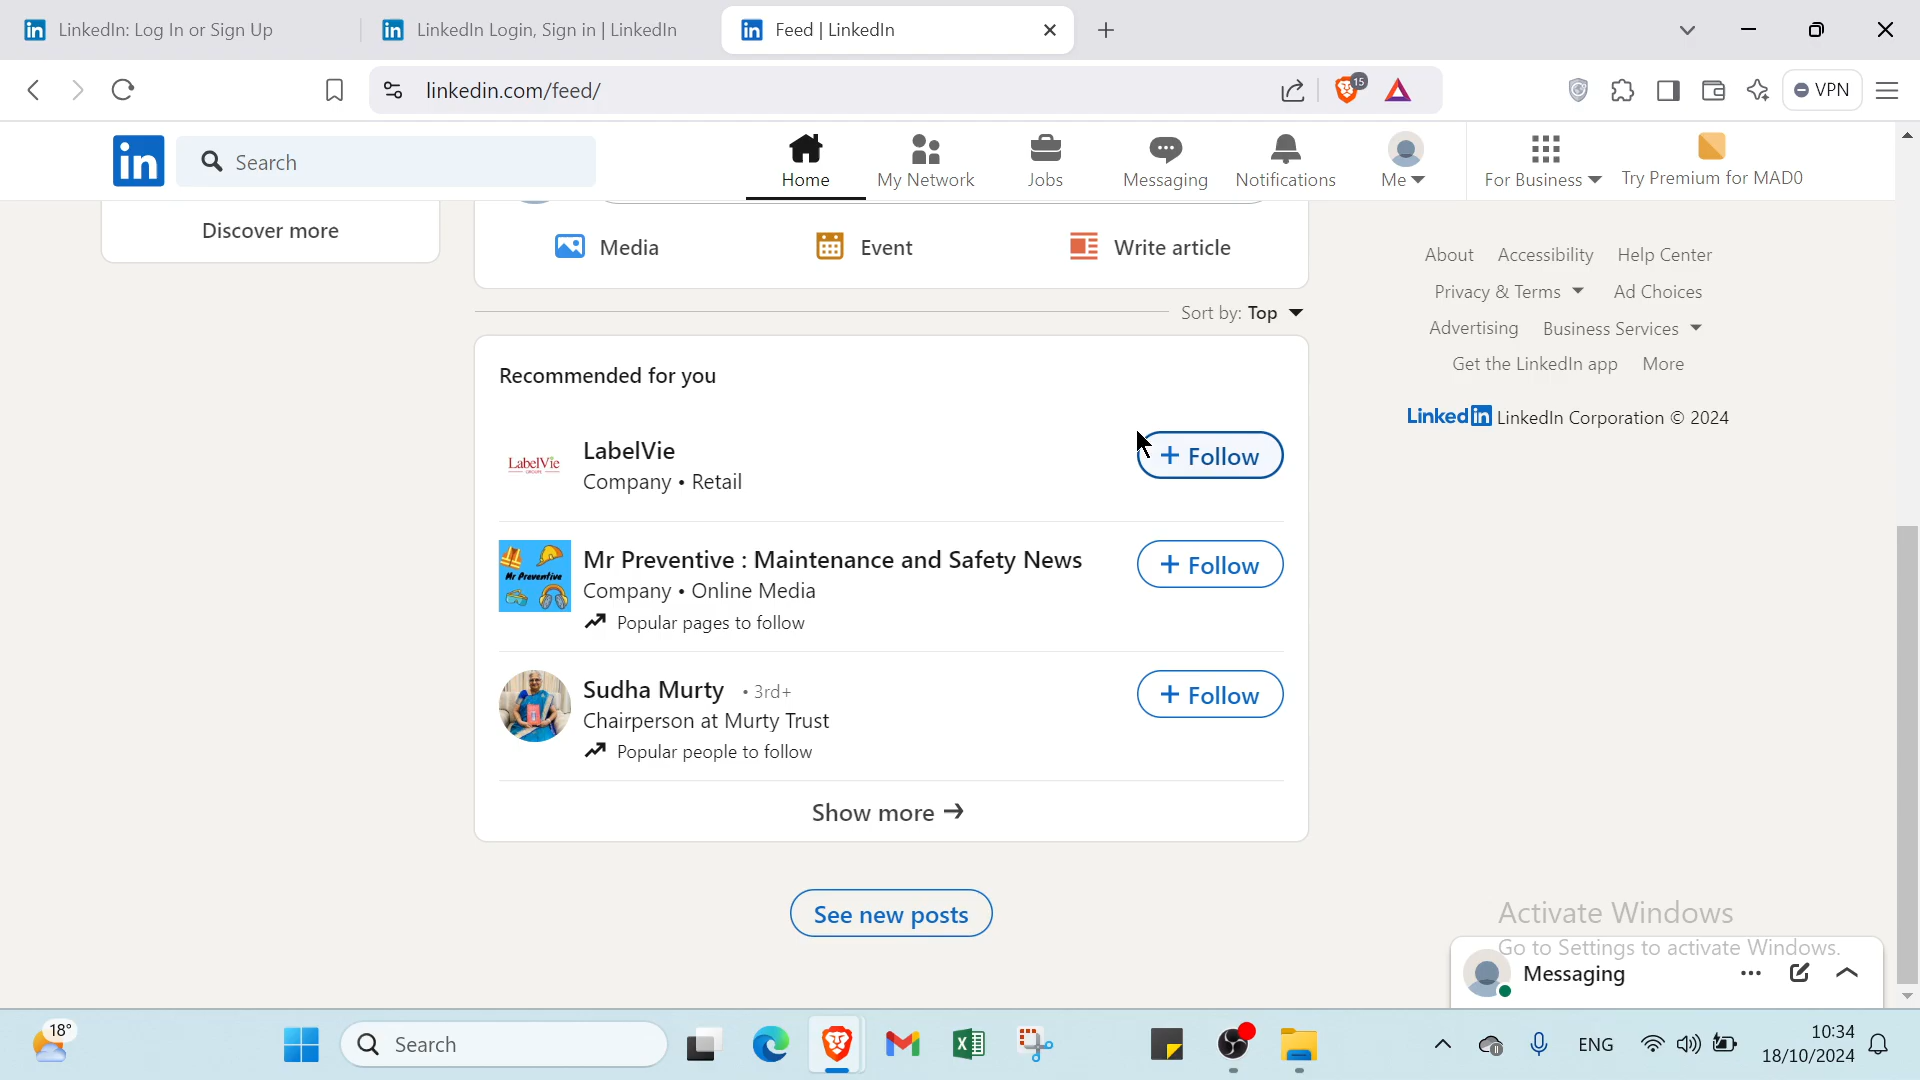 LinkedIn: Log In or Sign Up
LinkedIn Login, Sign in | LinkedIn
Feed | LinkedIn
linkedin.com/feed/
15
VPN
in
Search
Home
My Network
Jobs
Messaging
Notifications
Me
For Business
Try Premium for MAD0
Discover more
Media
Event
Write article
Sort by: Top
Recommended for you
LabelVie
LabelVie
Company • Retail
+ Follow
Mr Preventive
Mr Preventive : Maintenance and Safety News
Company • Online Media
Popular pages to follow
+ Follow
Sudha Murty • 3rd+
Chairperson at Murty Trust
Popular people to follow
+ Follow
Show more →
See new posts
About Accessibility Help Center
Privacy & Terms Ad Choices
Advertising Business Services
Get the LinkedIn app More
LinkedIn LinkedIn Corporation © 2024
Activate Windows
Go to Settings to activate Windows.
Messaging
18°
Search
ENG
10:34
18/10/2024